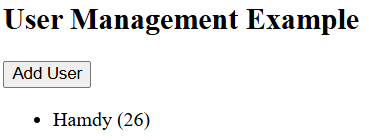 User Management Example
Add User
• Hamdy (26)